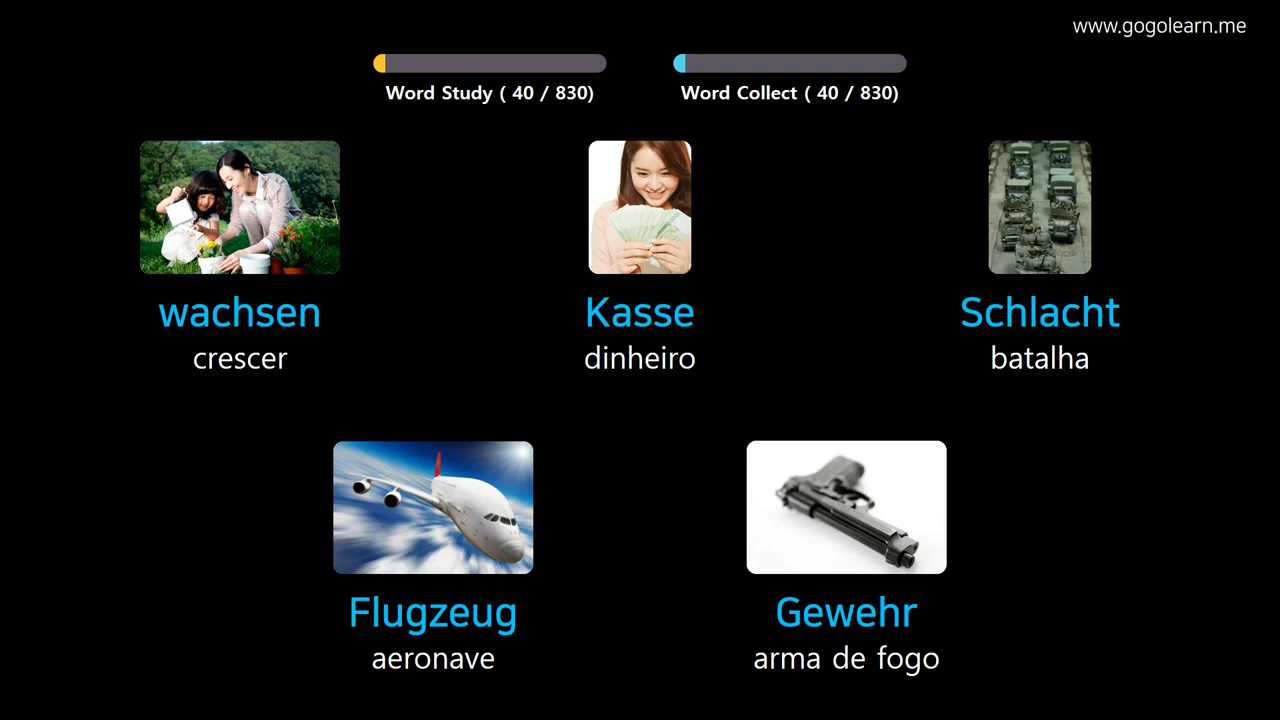 www.gogolearn.me
Word Study ( 40 / 830)
Word Collect ( 40 / 830)
wachsen
crescer
Kasse
dinheiro
Schlacht
batalha
Flugzeug
aeronave
Gewehr
arma de fogo